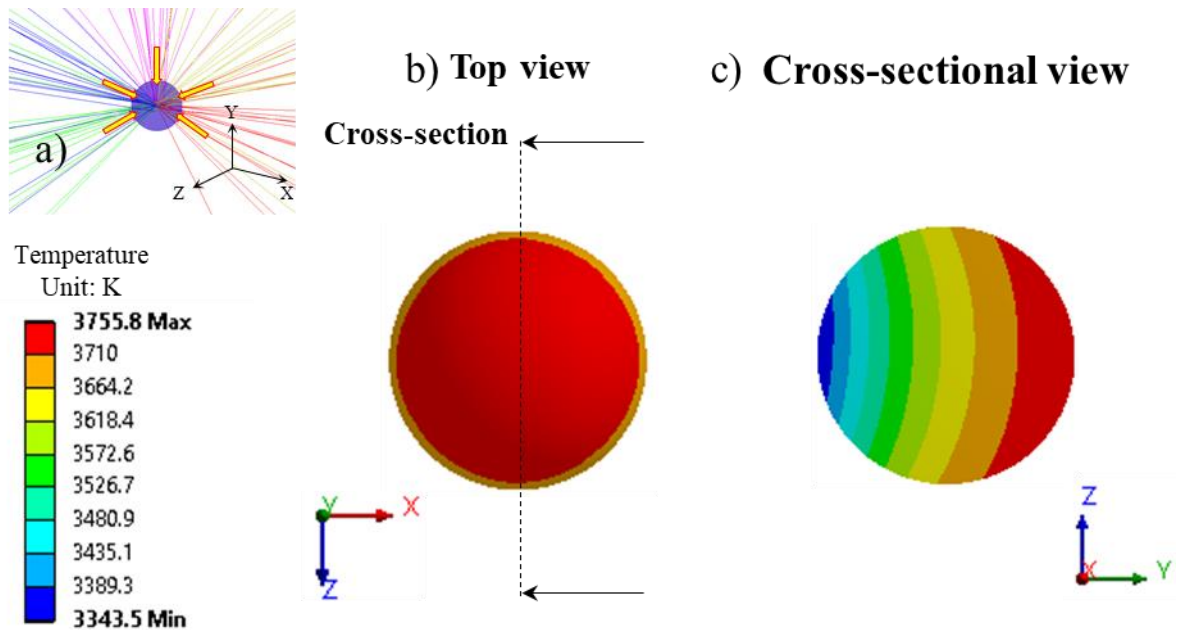 a)
Y
Z
X
b) Top view
Cross-section
c) Cross-sectional view
Temperature
Unit: K
3755.8 Max
3710
3664.2
3618.4
3572.6
3526.7
3480.9
3435.1
3389.3
3343.5 Min
Y
X
Z
Z
X
Y